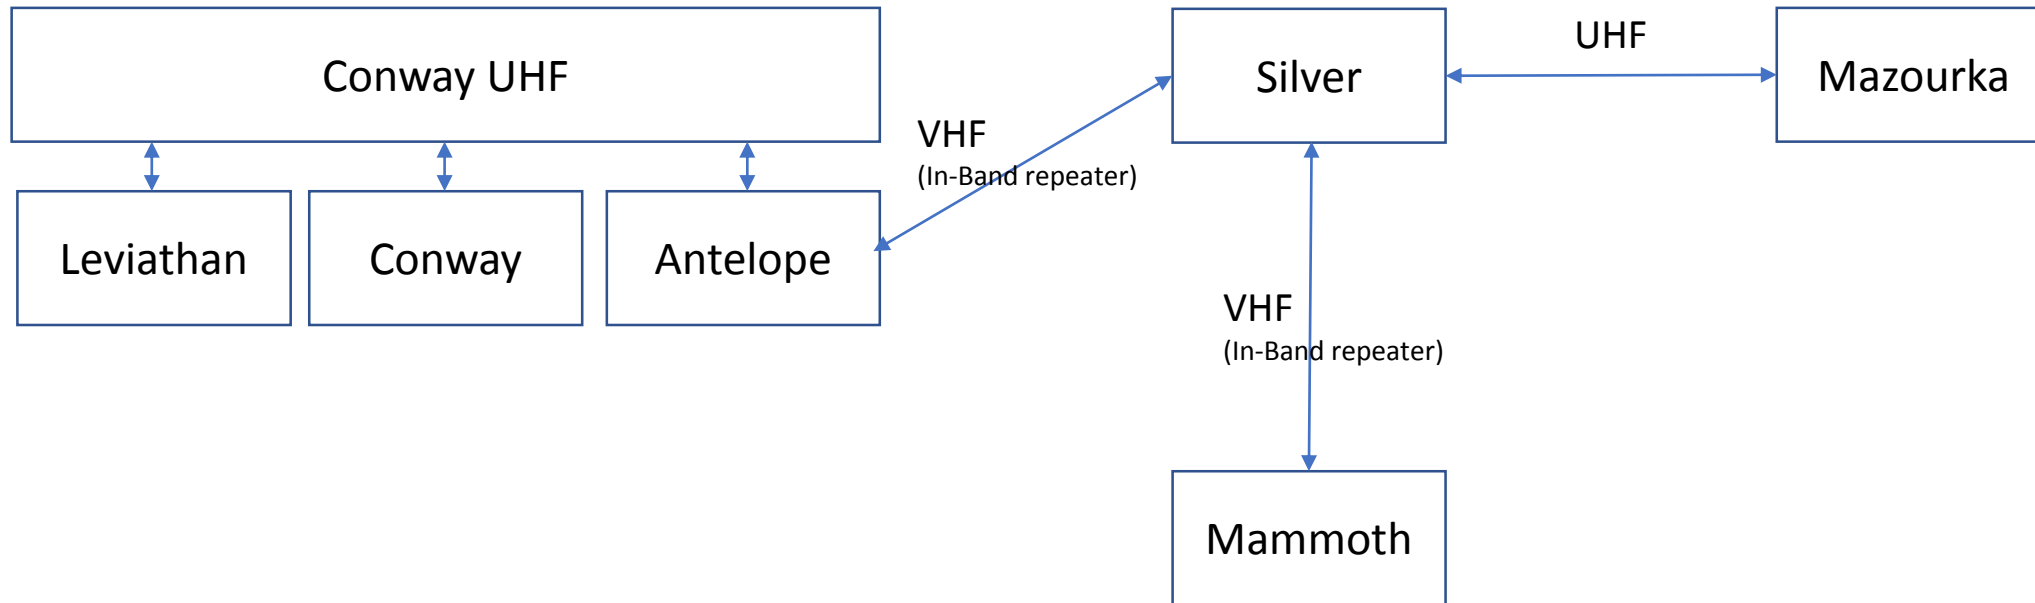 Conway UHF
Silver
UHF
Mazourka
VHF
(In-Band repeater)
Leviathan
Conway
Antelope
VHF
(In-Band repeater)
Mammoth